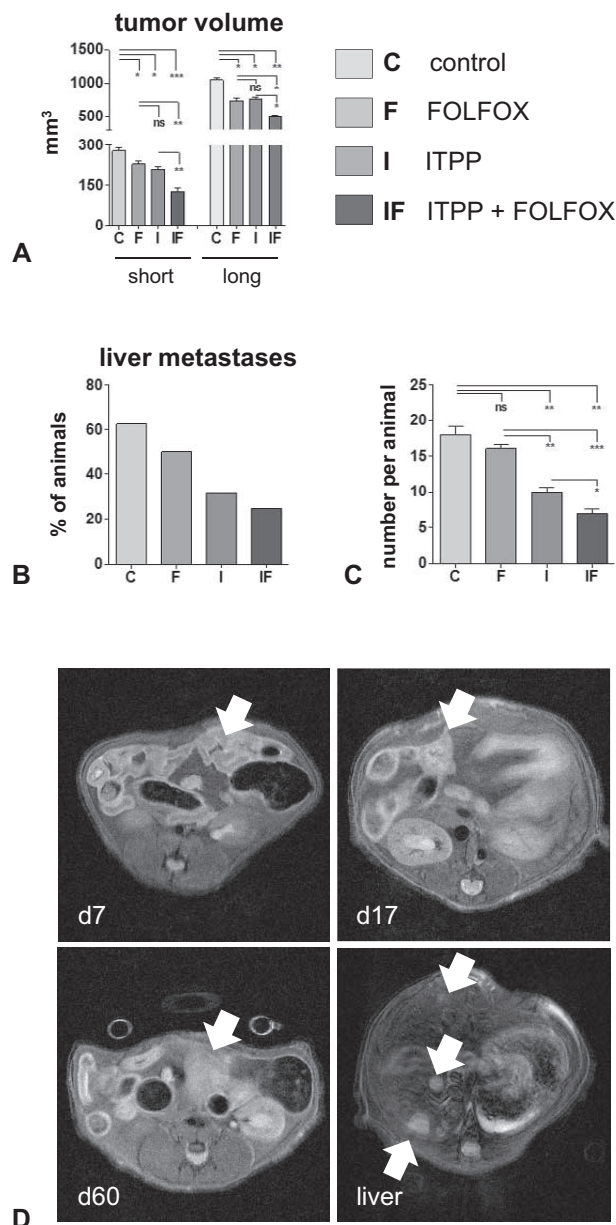 tumor volume
mm³
1500
1000
500
0
300
150
0
* * ***
ns **
**
* * **
ns *
*
C F I IF C F I IF
short long
A
C control
F FOLFOX
I ITPP
IF ITPP + FOLFOX
liver metastases
% of animals
80
60
40
20
0
C F I IF
B
number per animal
25
20
15
10
5
0
ns ** **
** ***
*
C F I IF
C
d7
d17
d60
liver
D